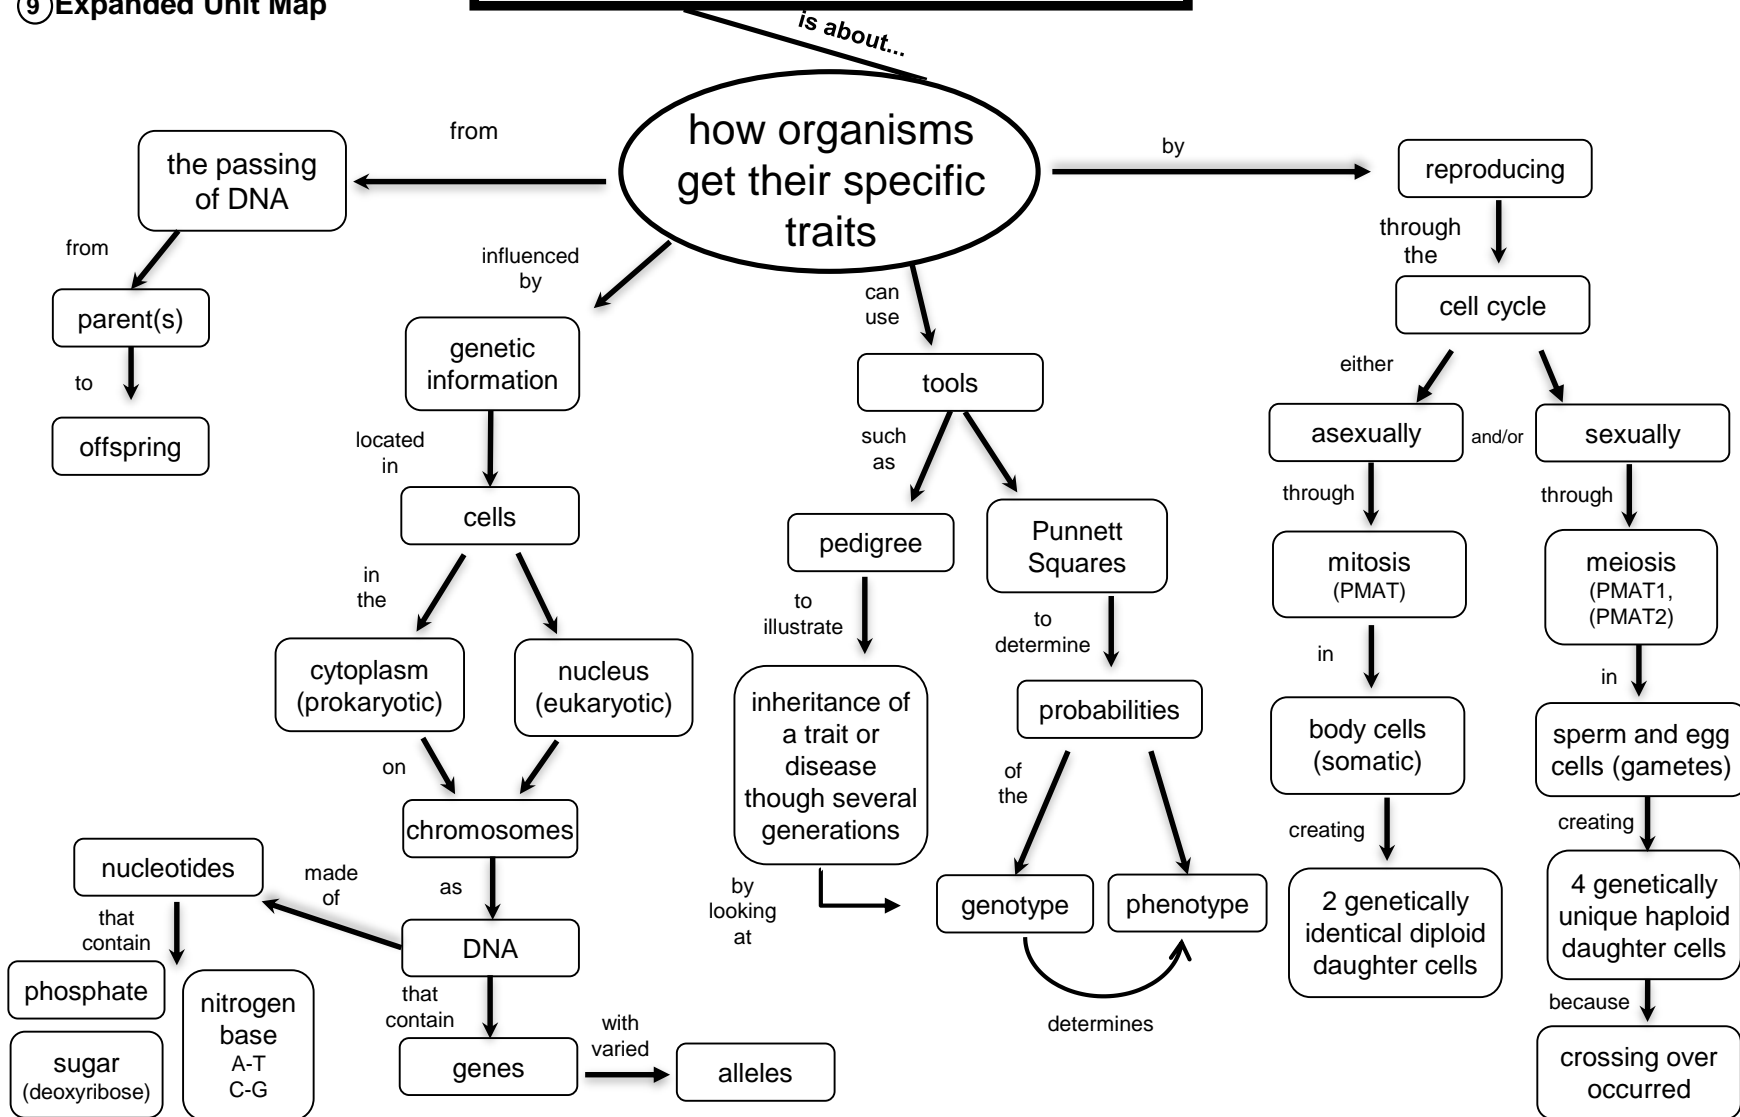 9 Expanded Unit Map
is about...
how organisms
get their specific
traits
from
the passing
of DNA
from
parent(s)
to
offspring
influenced
by
genetic
information
located
in
cells
in
the
cytoplasm
(prokaryotic)
nucleus
(eukaryotic)
on
chromosomes
as
DNA
made
of
nucleotides
that
contain
phosphate
sugar
(deoxyribose)
nitrogen
base
A-T
C-G
that
contain
genes
with
varied
alleles
can
use
tools
such
as
pedigree
to
illustrate
inheritance of
a trait or
disease
though several
generations
by
looking
at
Punnett
Squares
to
determine
probabilities
of
the
genotype
phenotype
determines
by
reproducing
through
the
cell cycle
either
asexually
and/or
sexually
through
mitosis
(PMAT)
in
body cells
(somatic)
creating
2 genetically
identical diploid
daughter cells
through
meiosis
(PMAT1,
(PMAT2)
in
sperm and egg
cells (gametes)
creating
4 genetically
unique haploid
daughter cells
because
crossing over
occurred